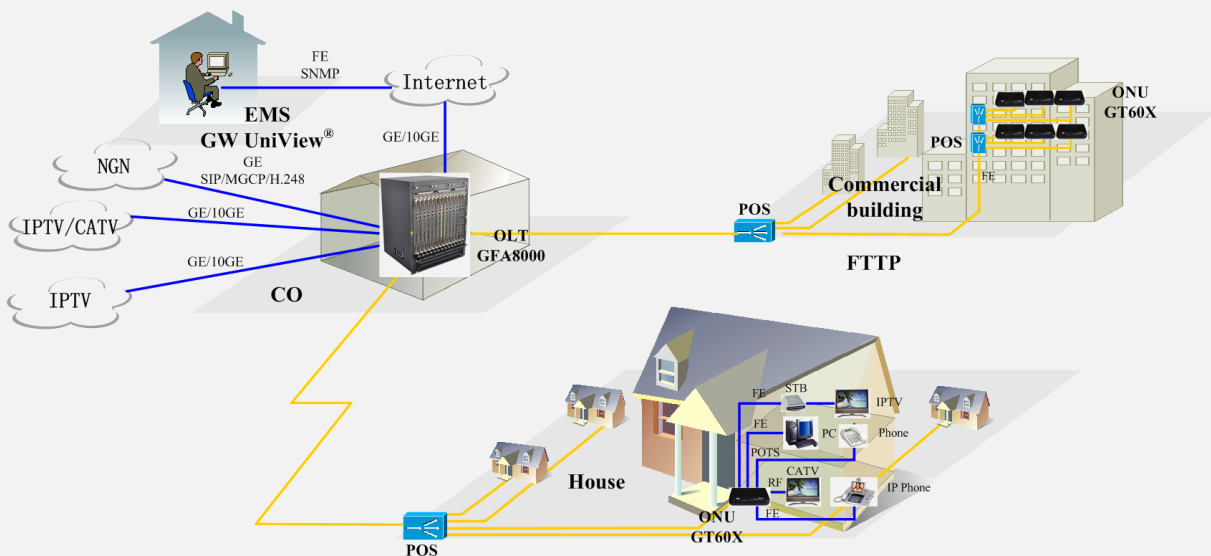 FE
SNMP
Internet
EMS
GW UniView®
GE/10GE
NGN
GE
SIP/MGCP/H.248
IPTV/CATV
GE/10GE
GE/10GE
IPTV
OLT
GFA8000
CO
ONU
GT60X
POS
FE
Commercial
building
POS
FTTP
FE
STB
IPTV
FE
PC
Phone
POTS
CATV
RF
IP Phone
FE
House
ONU
GT60X
POS